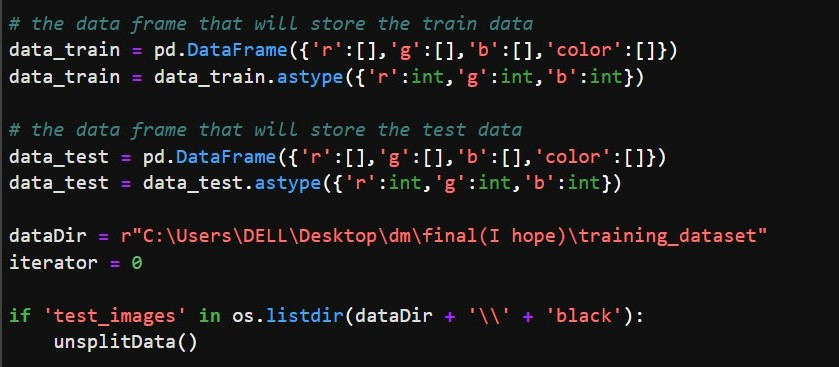 # the data frame that will store the train data
data_train = pd.DataFrame({'r':[],'g':[],'b':[],'color':[]})
data_train = data_train.astype({'r':int,'g':int,'b':int})
# the data frame that will store the test data
data_test = pd.DataFrame({'r':[],'g':[],'b':[],'color':[]})
data_test = data_test.astype({'r':int,'g':int,'b':int})
dataDir = r"C:\Users\DELL\Desktop\dm\final(I hope)\training_dataset"
iterator = 0
if 'test_images' in os.listdir(dataDir + '\\' + 'black'):
    unsplitData()